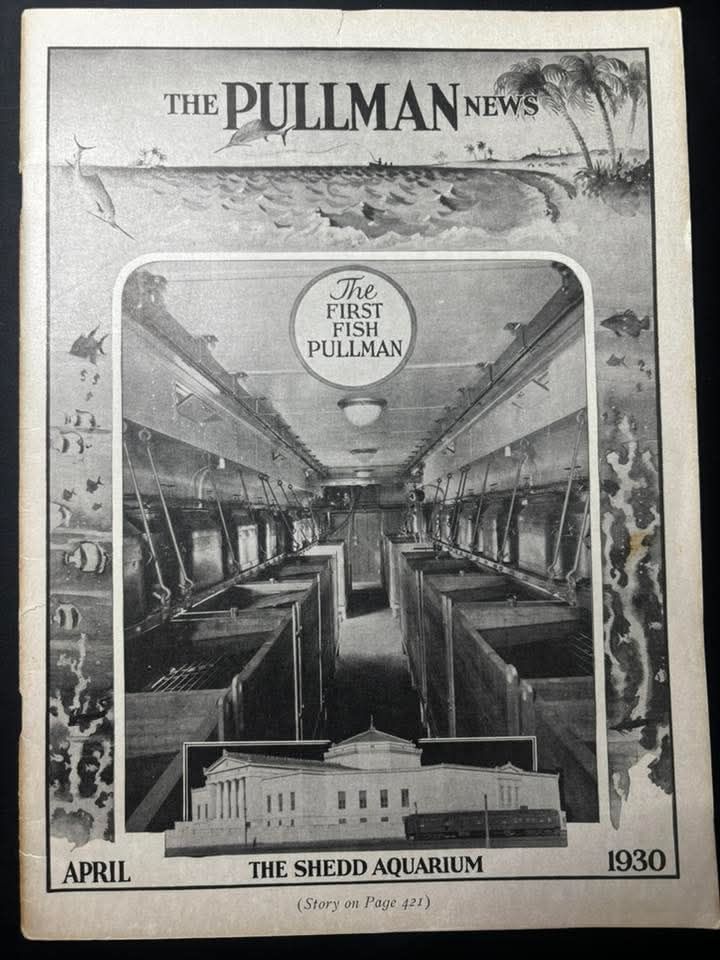 THE PULLMAN NEWS
The
FIRST
FISH
PULLMAN
APRIL THE SHEDD AQUARIUM 1930
(Story on Page 421)